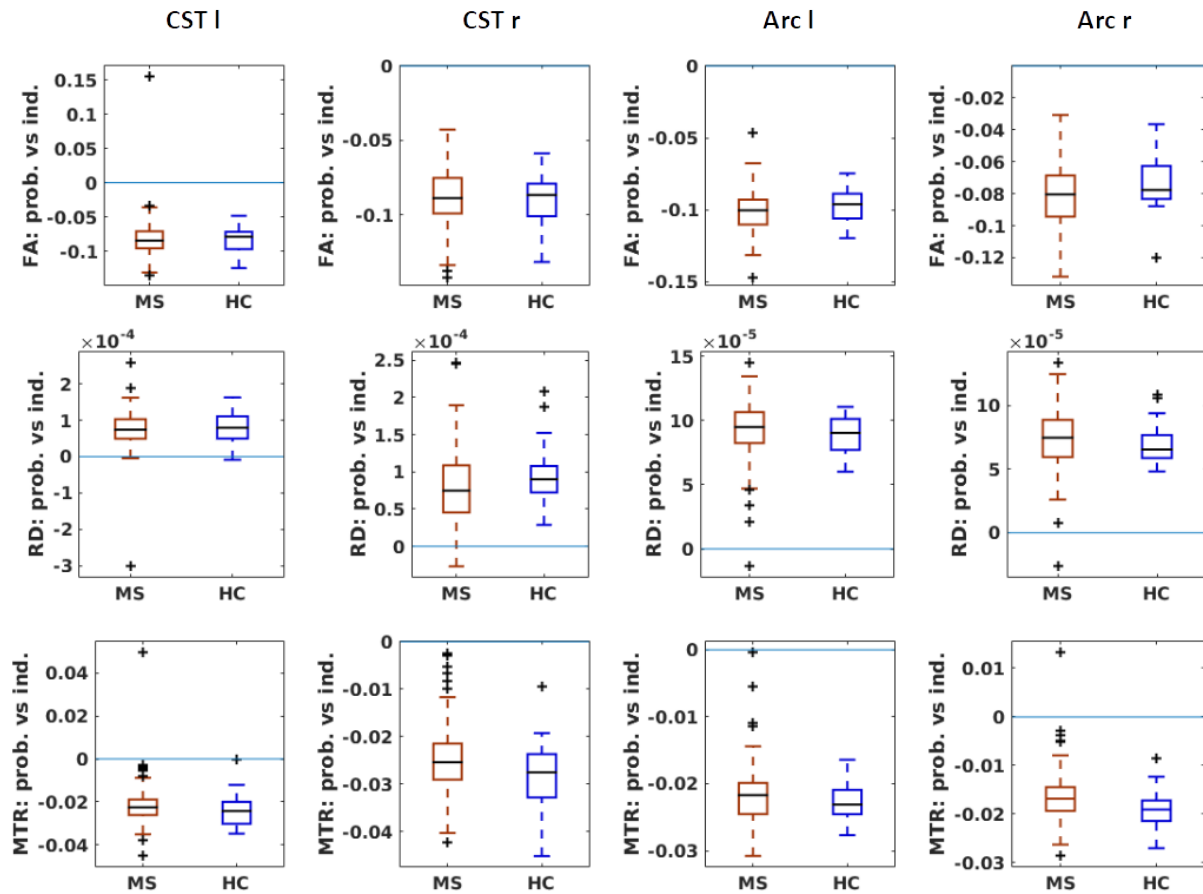 CST l CST r Arc l Arc r
FA: prob. vs ind. 0.15 0.1 0.05 0 -0.05 -0.1 MS HC
FA: prob. vs ind. 0 -0.05 -0.1 MS HC
FA: prob. vs ind. 0 -0.05 -0.1 -0.15 MS HC
FA: prob. vs ind. -0.02 -0.04 -0.06 -0.08 -0.1 -0.12 MS HC
RD: prob. vs ind. ×10-4 2 1 0 -1 -2 -3 MS HC
RD: prob. vs ind. ×10-4 2.5 2 1.5 1 0.5 0 MS HC
RD: prob. vs ind. ×10-5 15 10 5 0 MS HC
RD: prob. vs ind. ×10-5 10 5 0 MS HC
MTR: prob. vs ind. 0.04 0.02 0 -0.02 -0.04 MS HC
MTR: prob. vs ind. 0 -0.01 -0.02 -0.03 -0.04 MS HC
MTR: prob. vs ind. 0 -0.01 -0.02 -0.03 MS HC
MTR: prob. vs ind. 0.01 0 -0.01 -0.02 -0.03 MS HC